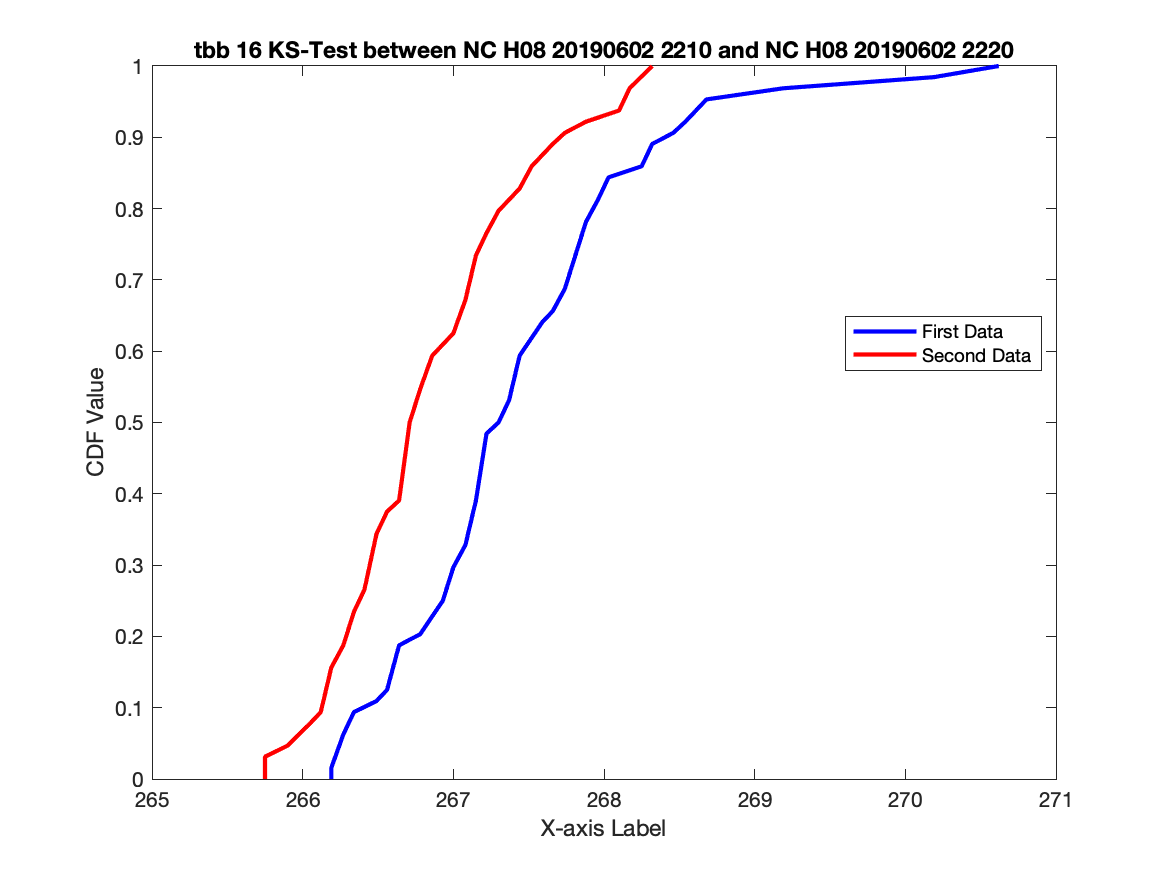 tbb 16 KS-Test between NC H08 20190602 2210 and NC H08 20190602 2220
1
0.9
0.8
0.7
0.6
0.5
0.4
0.3
0.2
0.1
0
CDF Value
First Data
Second Data
265 266 267 268 269 270 271
X-axis Label